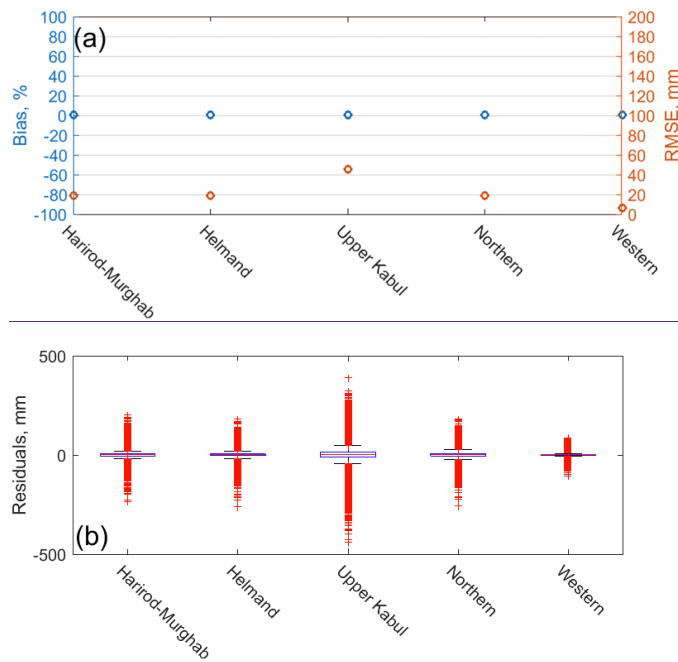 (a)
Bias, %
100
80
60
40
20
0
-20
-40
-60
-80
-100
RMSE, mm
200
180
160
140
120
100
80
60
40
20
0
Harirod-Murghab
Helmand
Upper Kabul
Northern
Western
(b)
Residuals, mm
500
0
-500
Harirod-Murghab
Helmand
Upper Kabul
Northern
Western